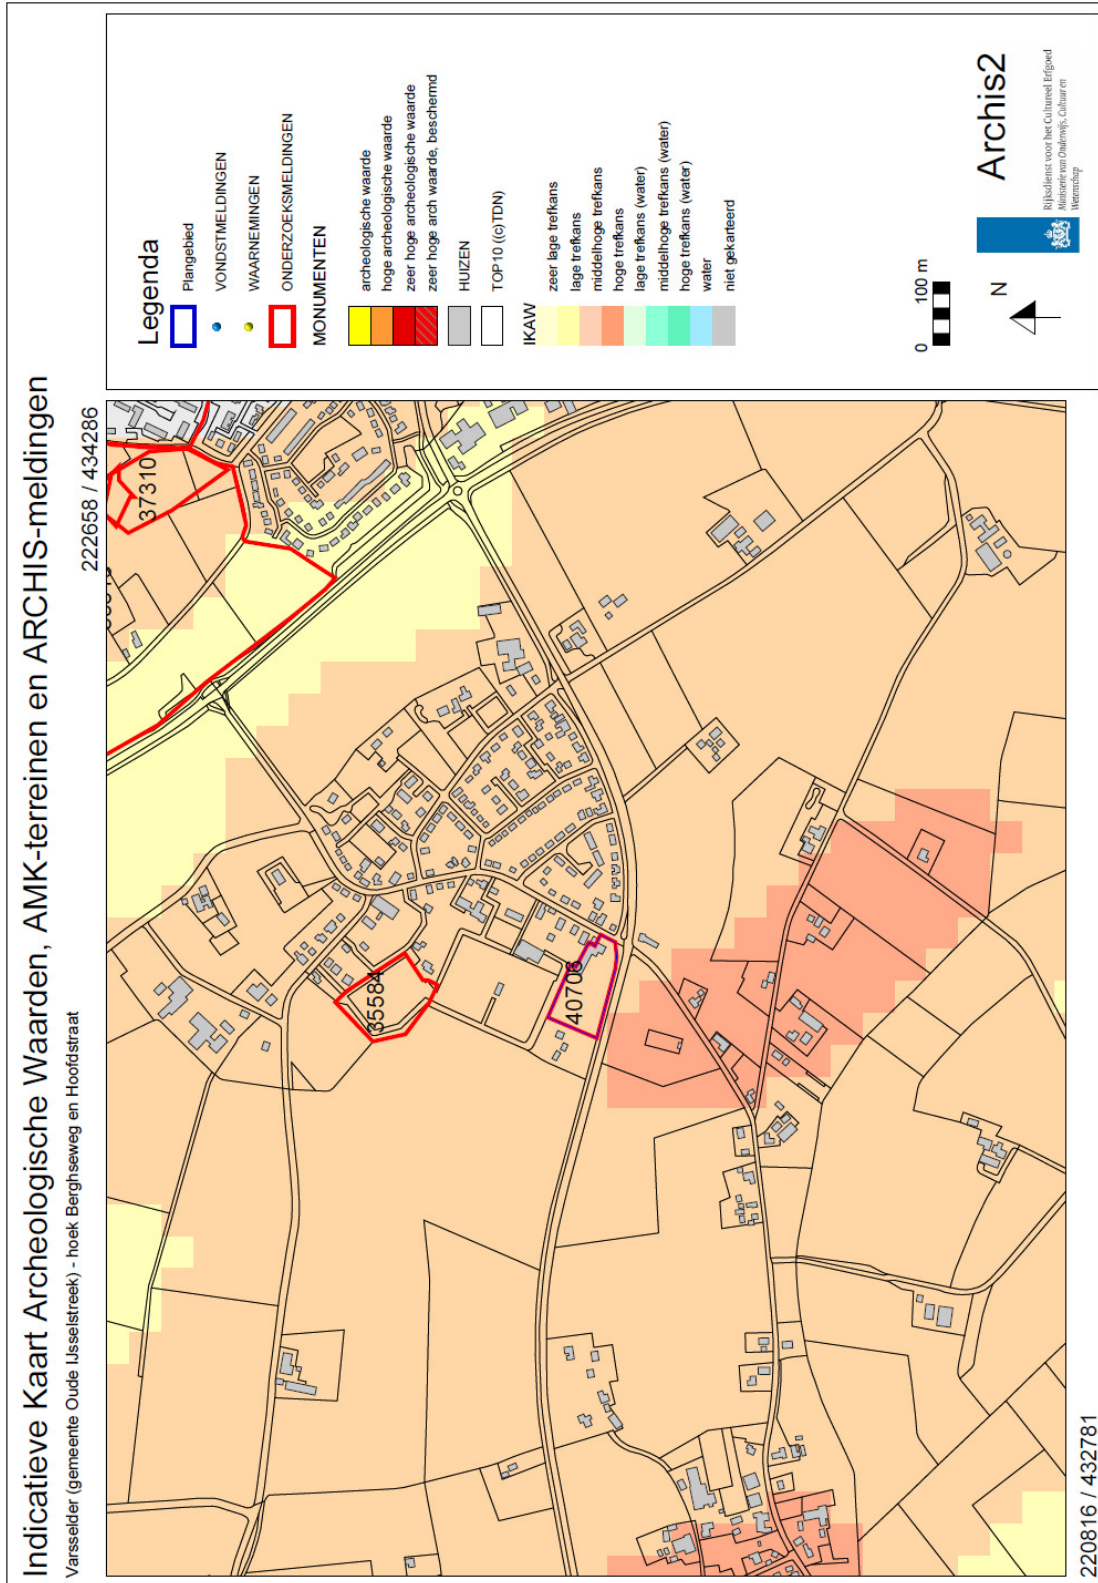 Indicatieve Kaart Archeologische Waarden, AMK-terreinen en ARCHIS-meldingen
Varsselder (gemeente Oude IJsselstreek) - hoek Berghseweg en Hoofdstraat
222658 / 434286
37310
35584
40706
220816 / 432781
Legenda
Plangebied
VONDSTMELDINGEN
WAARNEMINGEN
ONDERZOEKSMELDINGEN
MONUMENTEN
archeologische waarde
hoge archeologische waarde
zeer hoge archeologische waarde
zeer hoge arch waarde, beschermd
HUIZEN
TOP10 ((c)TDN)
IKAW
zeer lage trefkans
lage trefkans
middelhoge trefkans
hoge trefkans
lage trefkans (water)
middelhoge trefkans (water)
hoge trefkans (water)
water
niet gekarteerd
0 100 m
N
Archis2
Rijksdienst voor het Cultureel Erfgoed
Ministerie van Onderwijs, Cultuur en
Wetenschap